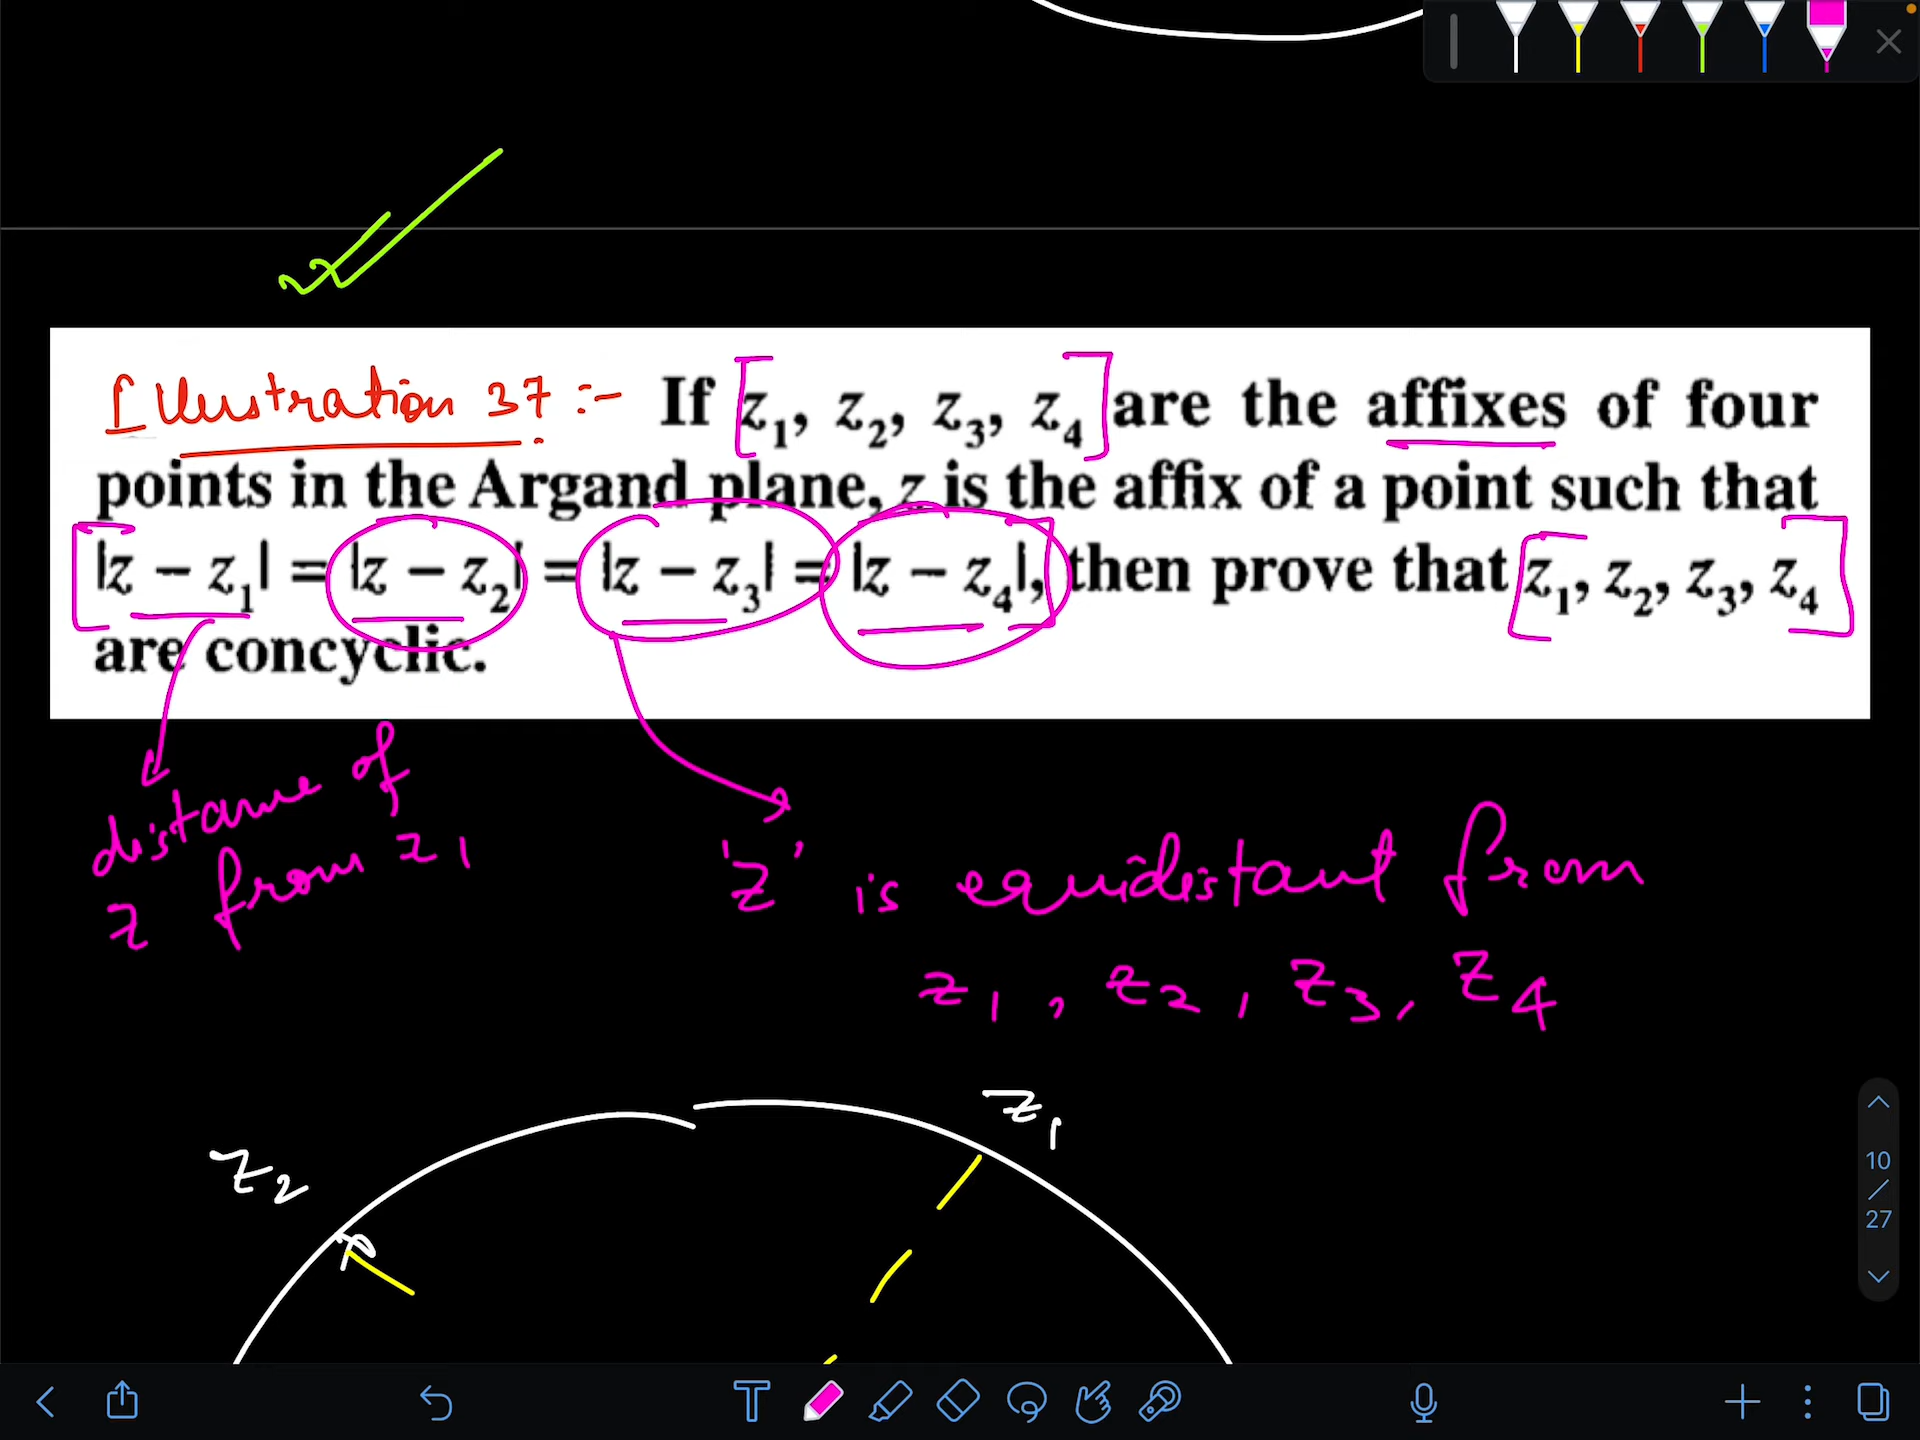 Illustration 37 :- If z₁, z₂, z₃, z₄ are the affixes of four
points in the Argand plane, z is the affix of a point such that
|z − z₁| = |z − z₂| = |z − z₃| = |z − z₄|, then prove that z₁, z₂, z₃, z₄
are concyclic.
distance of
z from z₁
'z' is equidistant from
z₁, z₂, z₃, z₄
z₁
z₂
10
/
27
T